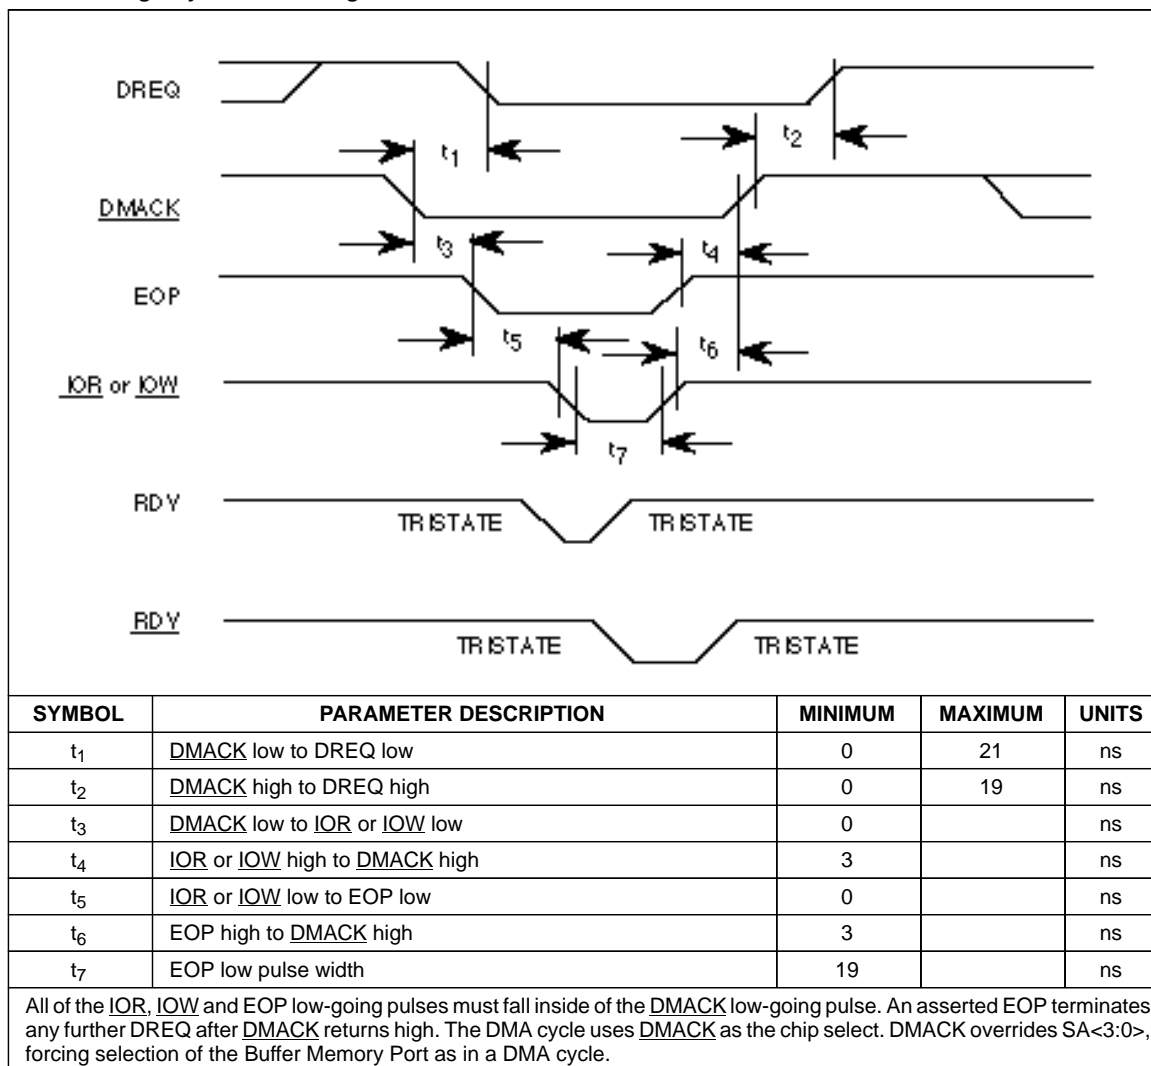 DREQ
t1
t2
DMACK
t3
t4
EOP
t5
t6
IOR or IOW
t7
RDY
TRISTATE TRISTATE
RDY
TRISTATE TRISTATE
SYMBOL PARAMETER DESCRIPTION MINIMUM MAXIMUM UNITS
t1 DMACK low to DREQ low 0 21 ns
t2 DMACK high to DREQ high 0 19 ns
t3 DMACK low to IOR or IOW low 0 ns
t4 IOR or IOW high to DMACK high 3 ns
t5 IOR or IOW low to EOP low 0 ns
t6 EOP high to DMACK high 3 ns
t7 EOP low pulse width 19 ns
All of the IOR, IOW and EOP low-going pulses must fall inside of the DMACK low-going pulse. An asserted EOP terminates
any further DREQ after DMACK returns high. The DMA cycle uses DMACK as the chip select. DMACK overrides SA<3:0>,
forcing selection of the Buffer Memory Port as in a DMA cycle.